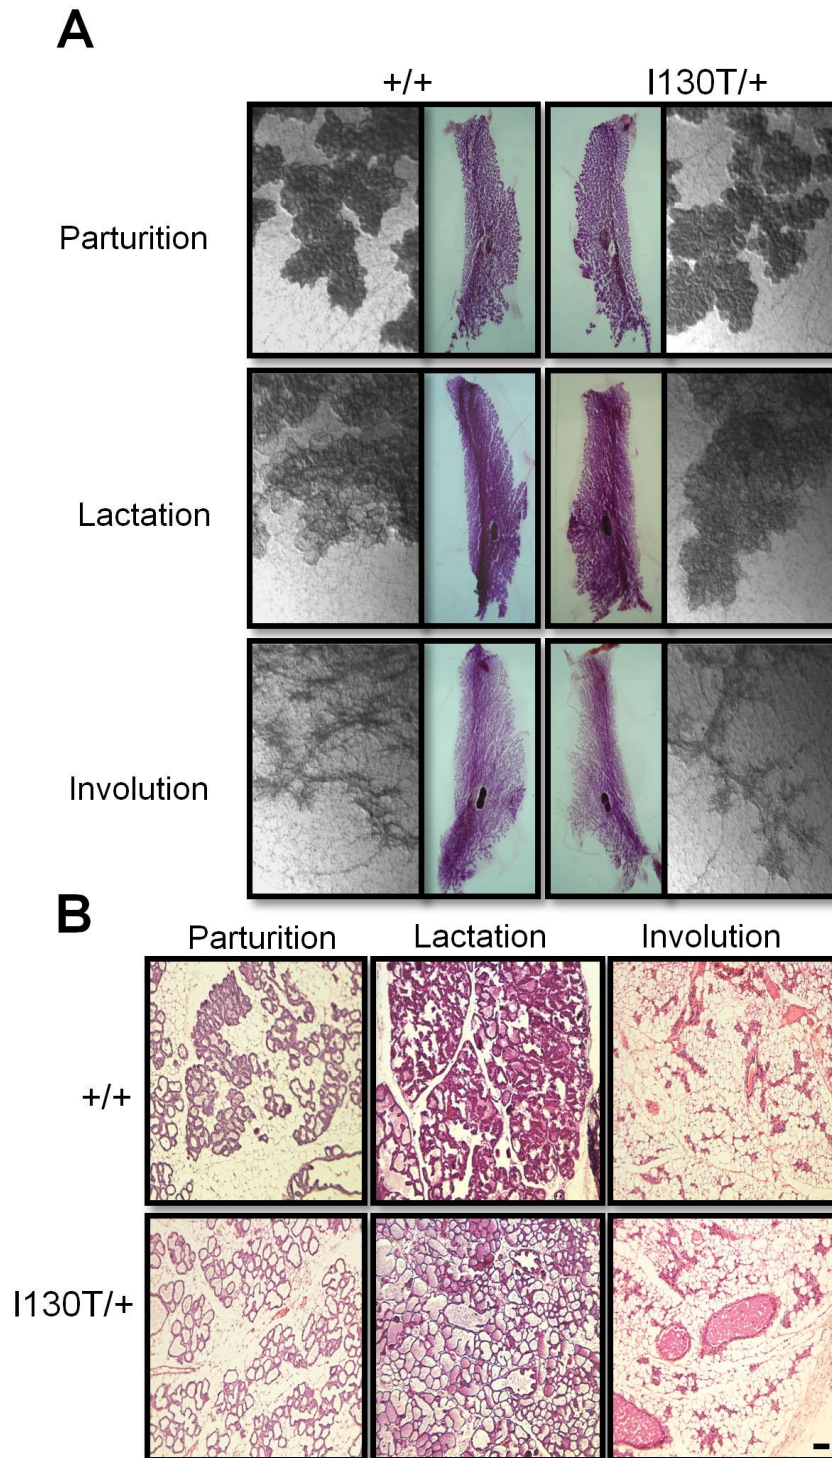 A
+/+ I130T/+
Parturition
Lactation
Involution
B
Parturition Lactation Involution
+/+
I130T/+